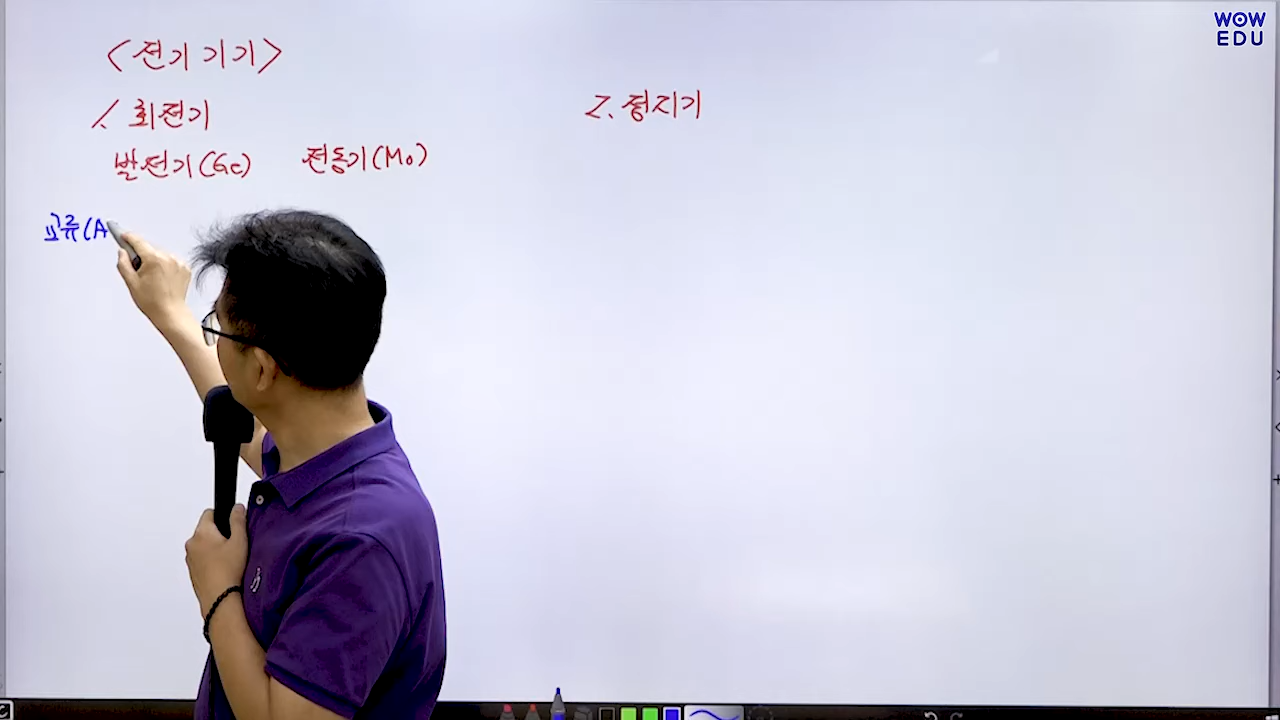 <전기 기기>
1. 회전기
발전기(Ge) 전동기(Mo)
교류(A
2. 정지기
WOW
EDU